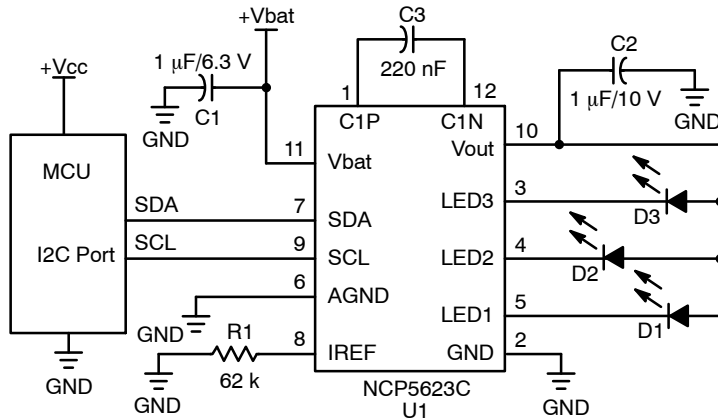 +Vbat
C3
+Vcc
1 μF/6.3 V
220 nF
C2
1
12
1 μF/10 V
GND
C1
C1P
C1N
10
GND
MCU
11
Vbat
Vout
SDA
7
SDA
LED3
3
D3
I2C Port
SCL
9
SCL
LED2
4
D2
6
AGND
GND
LED1
5
D1
R1
8
IREF
GND
2
GND
GND
62 k
NCP5623C
GND
U1